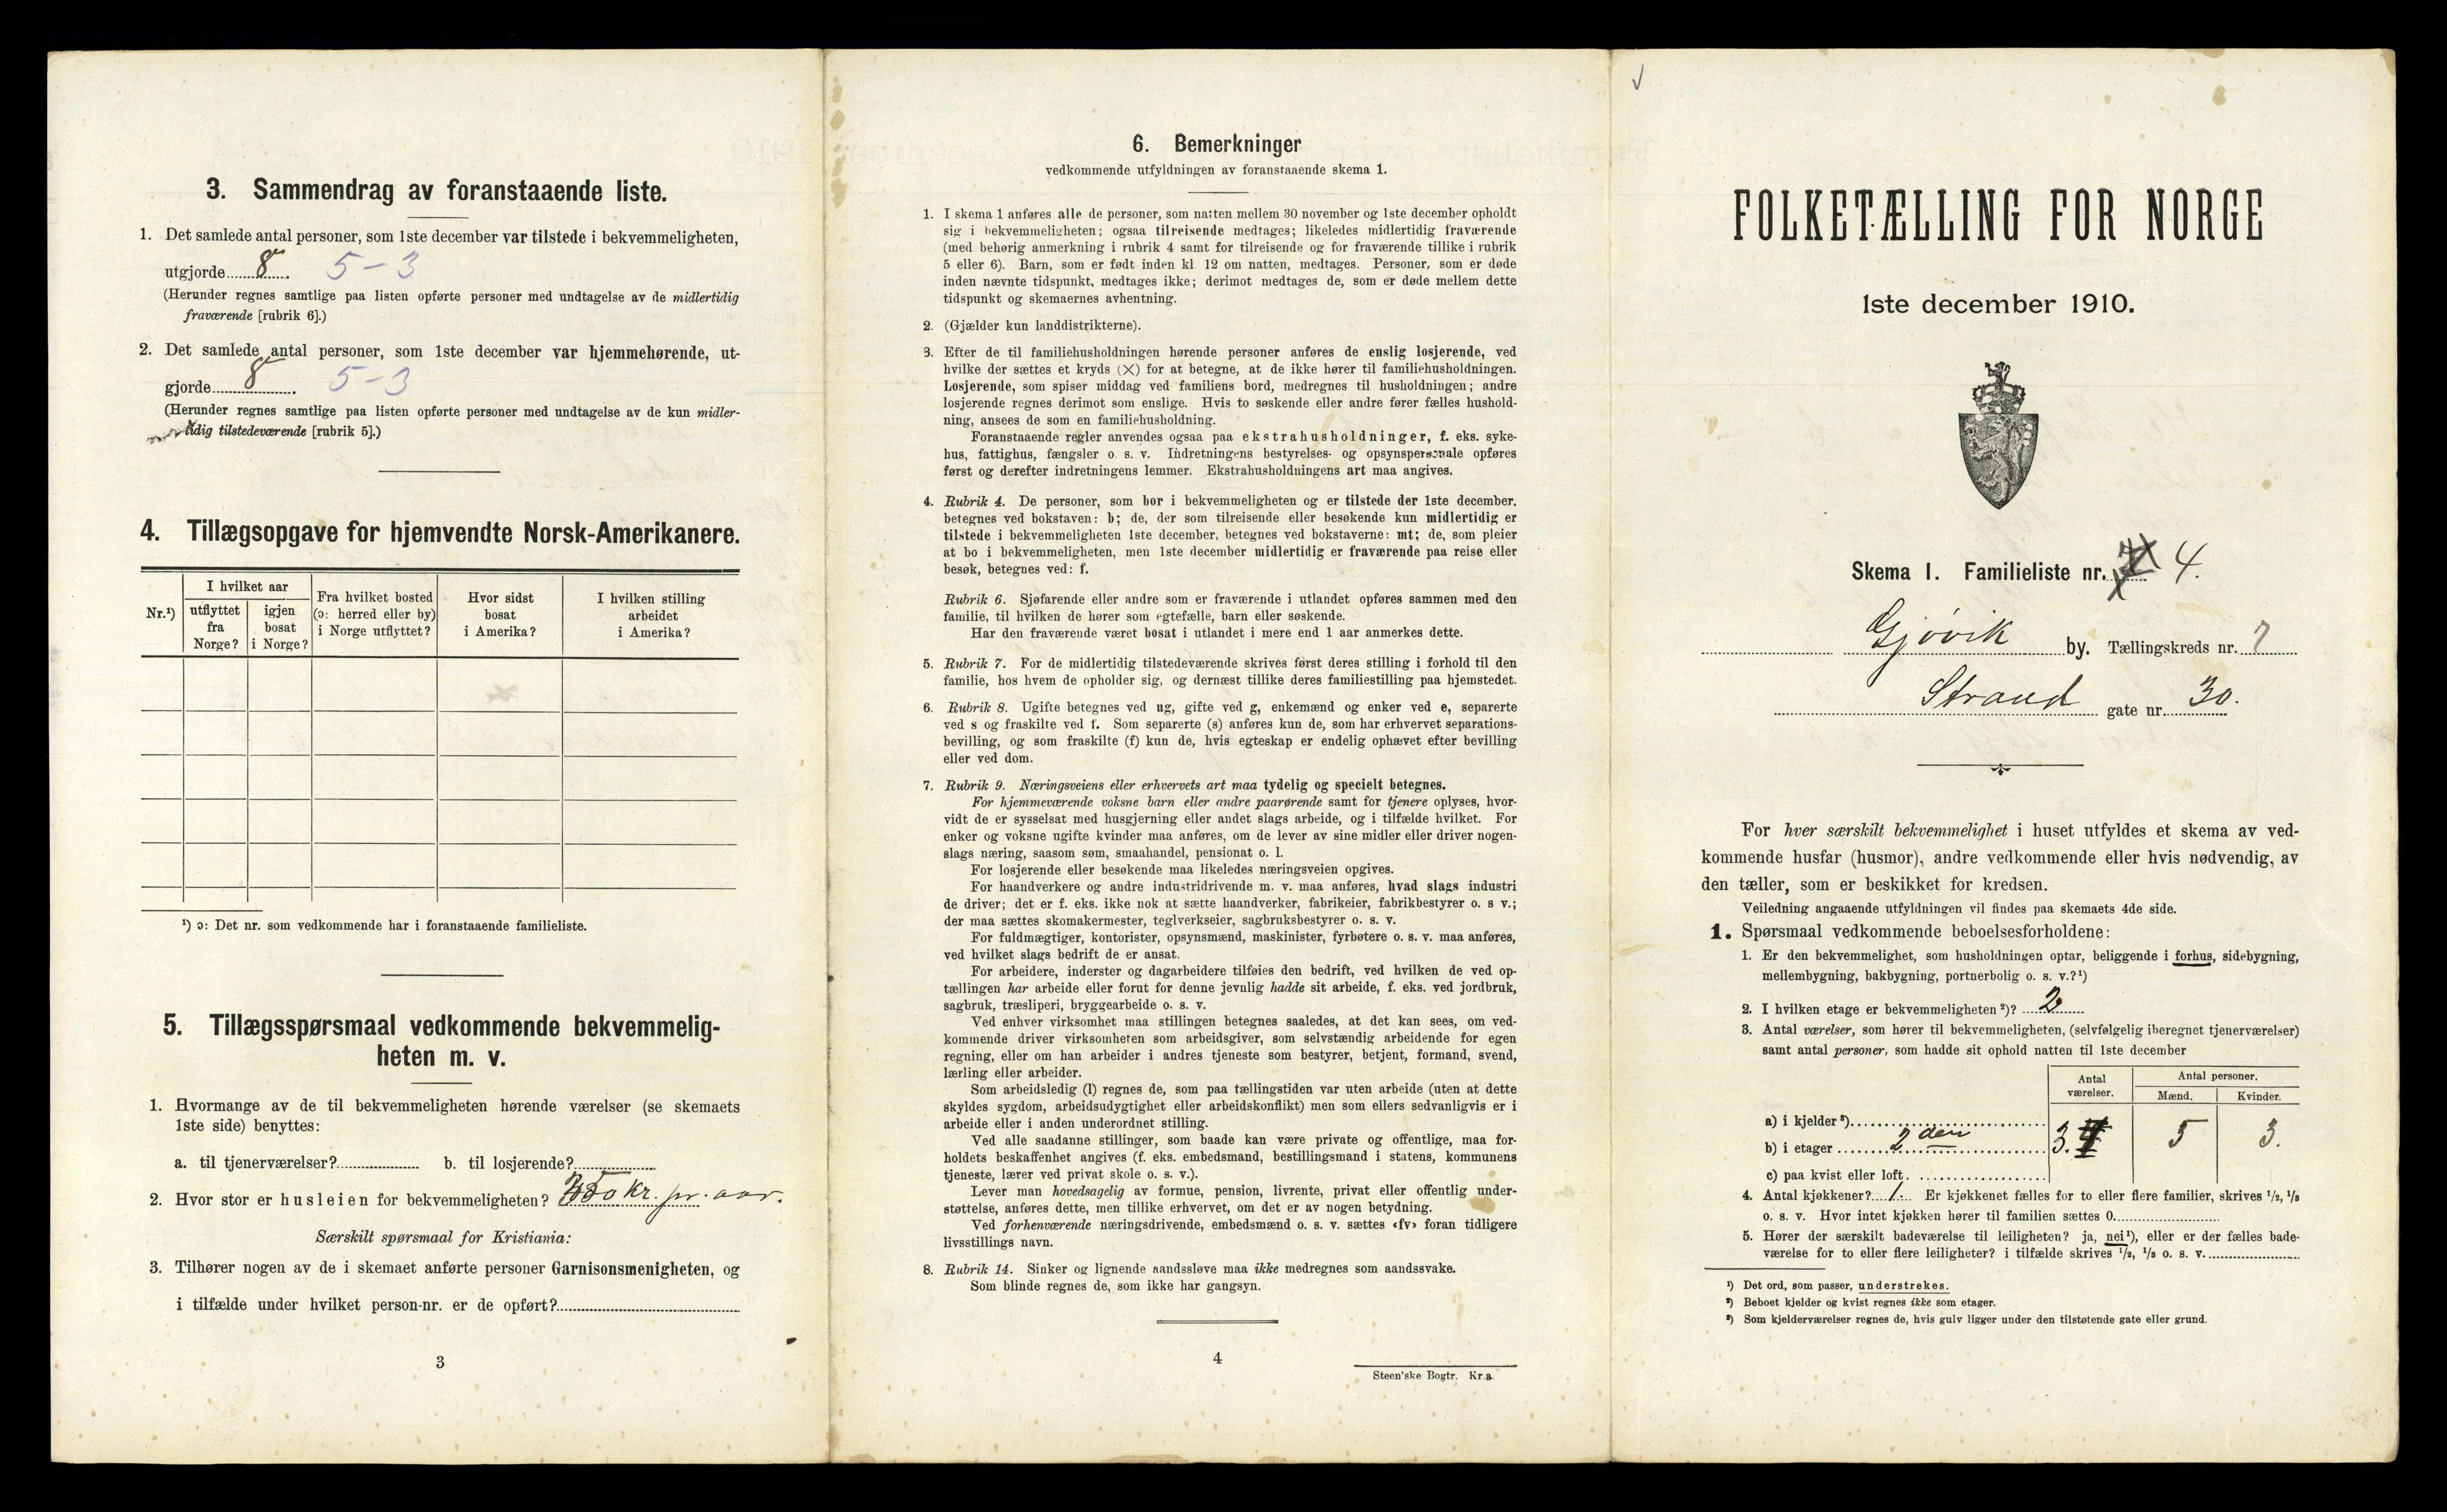 3. Sammendrag av foranstaaende liste.
1. Det samlede antal personer, som 1ste december var tilstede i bekvemmeligheten,
utgjorde 8. 5-3
(Herunder regnes samtlige paa listen opførte personer med undtagelse av de midlertidig
fraværende [rubrik 6].)
2. Det samlede antal personer, som 1ste december var hjemmehørende, ut-
gjorde 8. 5-3
(Herunder regnes samtlige paa listen opførte personer med undtagelse av de kun midler-
tidig tilstedeværende [rubrik 5].)
4. Tillægsopgave for hjemvendte Norsk-Amerikanere.
Nr.¹)
I hvilket aar
utflyttet fra Norge?
igjen bosat i Norge?
Fra hvilket bosted (ɔ: herred eller by) i Norge utflyttet?
Hvor sidst bosat i Amerika?
I hvilken stilling arbeidet i Amerika?
¹) ɔ: Det nr. som vedkommende har i foranstaaende familieliste.
5. Tillægsspørsmaal vedkommende bekvemmelig-
heten m. v.
1. Hvormange av de til bekvemmeligheten hørende værelser (se skemaets
1ste side) benyttes:
a. til tjenerværelser? b. til losjerende?
2. Hvor stor er husleien for bekvemmeligheten? 350 Kr. pr. aar.
Særskilt spørsmaal for Kristiania:
3. Tilhører nogen av de i skemaet anførte personer Garnisonsmenigheten, og
i tilfælde under hvilket person-nr. er de opført?
3
6. Bemerkninger
vedkommende utfyldningen av foranstaaende skema 1.
1. I skema 1 anføres alle de personer, som natten mellem 30 november og 1ste december opholdt
sig i bekvemmeligheten; ogsaa tilreisende medtages; likeledes midlertidig fraværende
(med behørig anmerkning i rubrik 4 samt for tilreisende og for fraværende tillike i rubrik
5 eller 6). Barn, som er født inden kl. 12 om natten, medtages. Personer, som er døde
inden nævnte tidspunkt, medtages ikke; derimot medtages de, som er døde mellem dette
tidspunkt og skemaernes avhentning.
2. (Gjælder kun landdistrikterne).
3. Efter de til familiehusholdningen hørende personer anføres de enslig losjerende, ved
hvilke der sættes et kryds (×) for at betegne, at de ikke hører til familiehusholdningen.
Losjerende, som spiser middag ved familiens bord, medregnes til husholdningen; andre
losjerende regnes derimot som enslige. Hvis to søskende eller andre fører fælles hushold-
ning, ansees de som en familiehusholdning.
Foranstaaende regler anvendes ogsaa paa ekstrahusholdninger, f. eks. syke-
hus, fattighus, fængsler o. s. v. Indretningens bestyrelses- og opsynspersonale opføres
først og derefter indretningens lemmer. Ekstrahusholdningens art maa angives.
4. Rubrik 4. De personer, som bor i bekvemmeligheten og er tilstede der 1ste december,
betegnes ved bokstaven: b; de, der som tilreisende eller besøkende kun midlertidig er
tilstede i bekvemmeligheten 1ste december, betegnes ved bokstaverne: mt; de, som pleier
at bo i bekvemmeligheten, men 1ste december midlertidig er fraværende paa reise eller
besøk, betegnes ved: f.
Rubrik 6. Sjøfarende eller andre som er fraværende i utlandet opføres sammen med den
familie, til hvilken de hører som egtefælle, barn eller søskende.
Har den fraværende været bosat i utlandet i mere end 1 aar anmerkes dette.
5. Rubrik 7. For de midlertidig tilstedeværende skrives først deres stilling i forhold til den
familie, hos hvem de opholder sig, og dernæst tillike deres familiestilling paa hjemstedet.
6. Rubrik 8. Ugifte betegnes ved ug, gifte ved g, enkemænd og enker ved e, separerte
ved s og fraskilte ved f. Som separerte (s) anføres kun de, som har erhvervet separations-
bevilling, og som fraskilte (f) kun de, hvis egteskap er endelig ophævet efter bevilling
eller ved dom.
7. Rubrik 9. Næringsveiens eller erhvervets art maa tydelig og specielt betegnes.
For hjemmeværende voksne barn eller andre paarørende samt for tjenere oplyses, hvor-
vidt de er sysselsat med husgjerning eller andet slags arbeide, og i tilfælde hvilket. For
enker og voksne ugifte kvinder maa anføres, om de lever av sine midler eller driver nogen-
slags næring, saasom søm, smaahandel, pensionat o. l.
For losjerende eller besøkende maa likeledes næringsveien opgives.
For haandverkere og andre industridrivende m. v. maa anføres, hvad slags industri
de driver; det er f. eks. ikke nok at sætte haandverker, fabrikeier, fabrikbestyrer o. s v.;
der maa sættes skomakermester, teglverkseier, sagbruksbestyrer o. s. v.
For fuldmægtiger, kontorister, opsynsmænd, maskinister, fyrbøtere o. s. v. maa anføres,
ved hvilket slags bedrift de er ansat.
For arbeidere, inderster og dagarbeidere tilføies den bedrift, ved hvilken de ved op-
tællingen har arbeide eller forut for denne jevnlig hadde sit arbeide, f. eks. ved jordbruk,
sagbruk, træsliperi, bryggearbeide o. s. v.
Ved enhver virksomhet maa stillingen betegnes saaledes, at det kan sees, om ved-
kommende driver virksomheten som arbeidsgiver, som selvstændig arbeidende for egen
regning, eller om han arbeider i andres tjeneste som bestyrer, betjent, formand, svend,
lærling eller arbeider.
Som arbeidsledig (l) regnes de, som paa tællingstiden var uten arbeide (uten at dette
skyldes sygdom, arbeidsudygtighet eller arbeidskonflikt) men som ellers sedvanligvis er i
arbeide eller i anden underordnet stilling.
Ved alle saadanne stillinger, som baade kan være private og offentlige, maa for-
holdets beskaffenhet angives (f. eks. embedsmand, bestillingsmand i statens, kommunens
tjeneste, lærer ved privat skole o. s. v.).
Lever man hovedsagelig av formue, pension, livrente, privat eller offentlig under-
støttelse, anføres dette, men tillike erhvervet, om det er av nogen betydning.
Ved forhenværende næringsdrivende, embedsmænd o. s. v. sættes «fv» foran tidligere
livsstillings navn.
8. Rubrik 14. Sinker og lignende aandssløve maa ikke medregnes som aandssvake.
Som blinde regnes de, som ikke har gangsyn.
4
Steen'ske Bogtr. Kr.a.
FOLKETÆLLING FOR NORGE
1ste december 1910.
Skema 1. Familieliste nr. 4.
Gjøvik by. Tællingskreds nr. 7
Strand gate nr. 30.
For hver særskilt bekvemmelighet i huset utfyldes et skema av ved-
kommende husfar (husmor), andre vedkommende eller hvis nødvendig, av
den tæller, som er beskikket for kredsen.
Veiledning angaaende utfyldningen vil findes paa skemaets 4de side.
1. Spørsmaal vedkommende beboelsesforholdene:
1. Er den bekvemmelighet, som husholdningen optar, beliggende i forhus, sidebygning,
mellembygning, bakbygning, portnerbolig o. s. v.?¹)
2. I hvilken etage er bekvemmeligheten ²)? 2
3. Antal værelser, som hører til bekvemmeligheten, (selvfølgelig iberegnet tjenerværelser)
samt antal personer, som hadde sit ophold natten til 1ste december
Antal værelser. Antal personer.
Mænd. Kvinder.
a) i kjelder ³)
b) i etager 2den 3. 5 3.
c) paa kvist eller loft.
4. Antal kjøkkener? 1. Er kjøkkenet fælles for to eller flere familier, skrives ¹/₂, ¹/₃
o. s. v. Hvor intet kjøkken hører til familien sættes 0.
5. Hører der særskilt badeværelse til leiligheten? ja, nei ¹), eller er der fælles bade-
værelse for to eller flere leiligheter? i tilfælde skrives ¹/₂, ¹/₃ o. s. v.
¹) Det ord, som passer, understrekes.
²) Beboet kjelder og kvist regnes ikke som etager.
³) Som kjelderværelser regnes de, hvis gulv ligger under den tilstøtende gate eller grund.